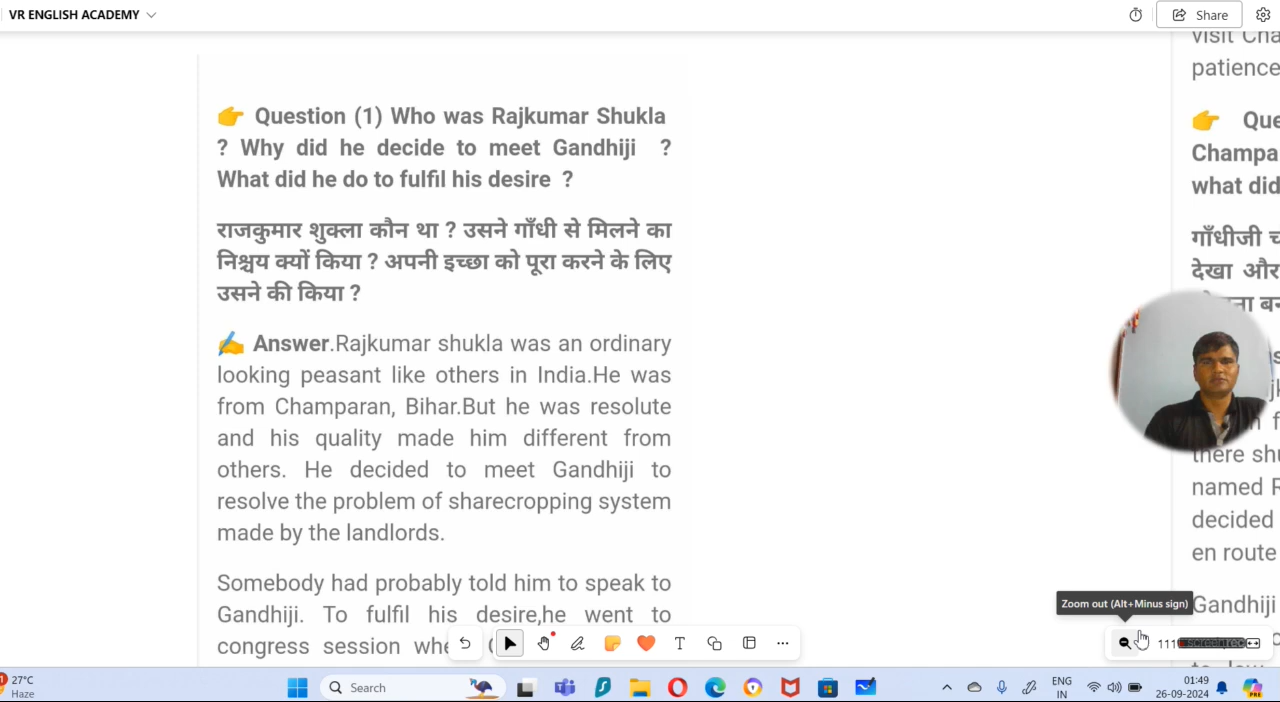 VR ENGLISH ACADEMY
Share
👉 Question (1) Who was Rajkumar Shukla
? Why did he decide to meet Gandhiji ?
What did he do to fulfil his desire ?
राजकुमार शुक्ला कौन था ? उसने गाँधी से मिलने का
निश्चय क्यों किया ? अपनी इच्छा को पूरा करने के लिए
उसने की किया ?
✍️ Answer.Rajkumar shukla was an ordinary
looking peasant like others in India.He was
from Champaran, Bihar.But he was resolute
and his quality made him different from
others. He decided to meet Gandhiji to
resolve the problem of sharecropping system
made by the landlords.
Somebody had probably told him to speak to
Gandhiji. To fulfil his desire,he went to
congress session
visit
patience
👉
what did
गाँधीजी
देखा और
there
named
decided
en route
Gandhiji
Zoom out (Alt+Minus sign)
T
27°C
Haze
Search
ENG
IN
01:49
26-09-2024